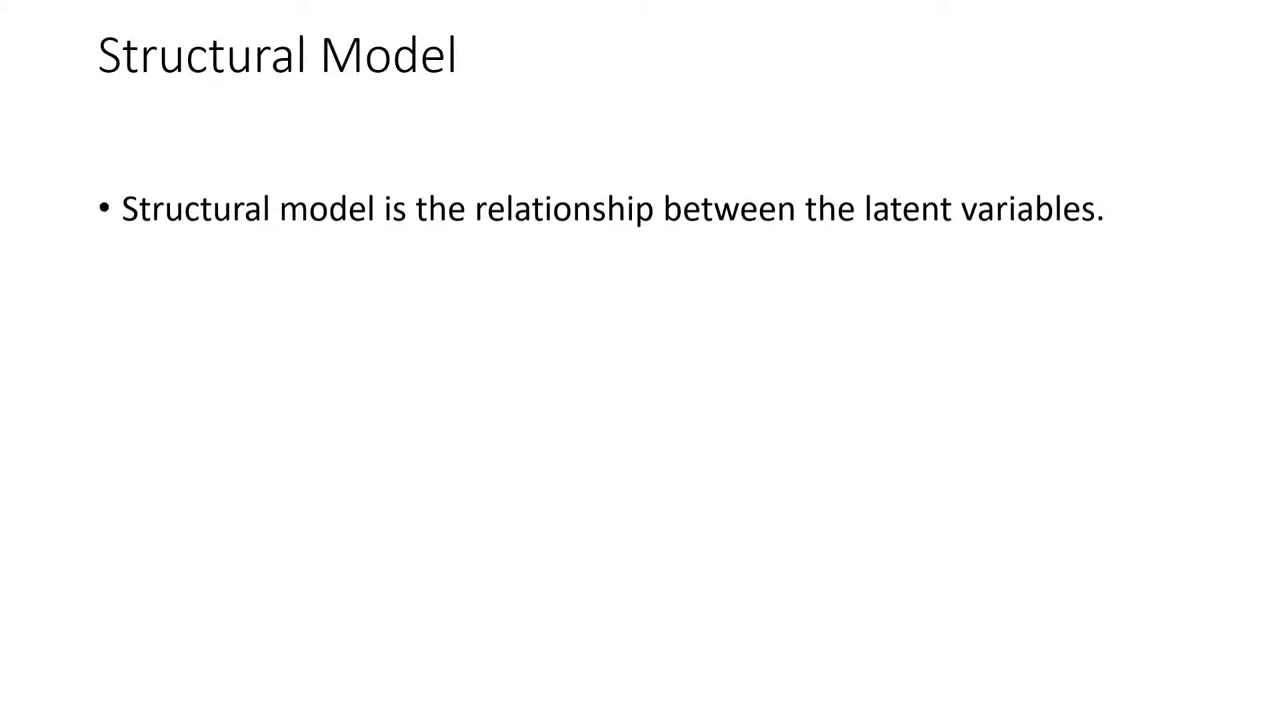 Structural Model
• Structural model is the relationship between the latent variables.